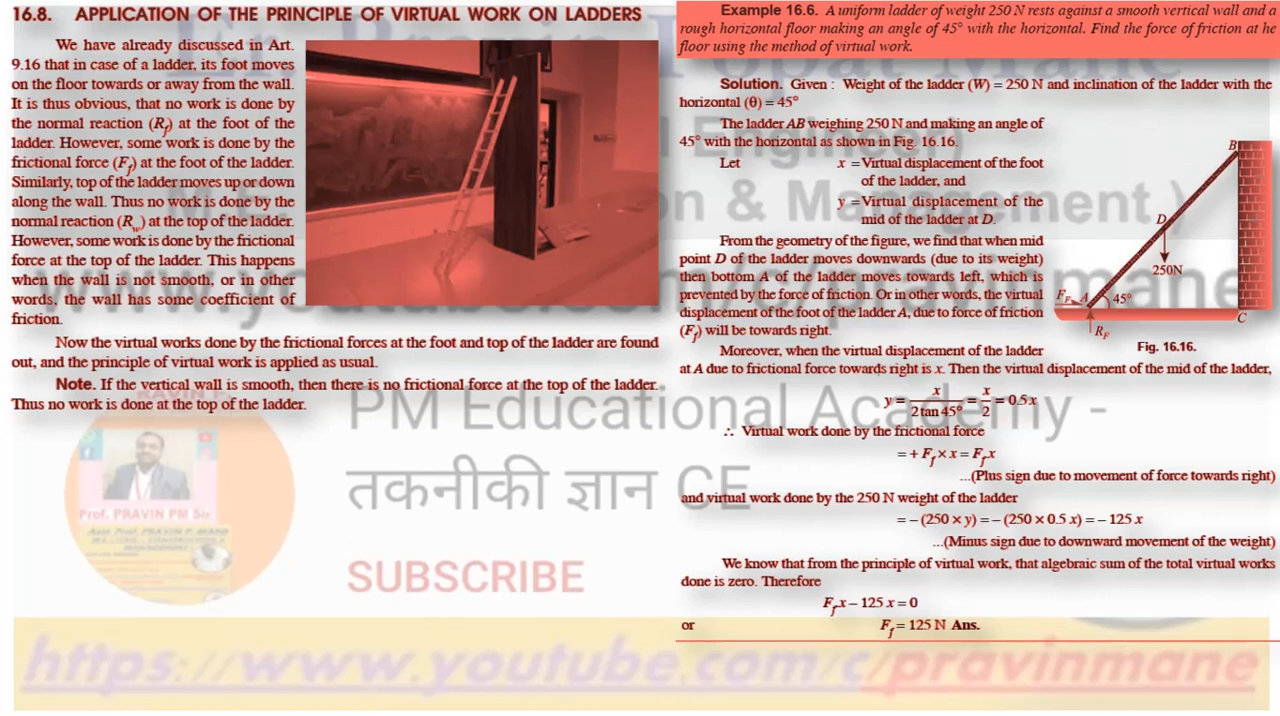 16.8. APPLICATION OF THE PRINCIPLE OF VIRTUAL WORK ON LADDERS
We have already discussed in Art.
9.16 that in case of a ladder, its foot moves
on the floor towards or away from the wall.
It is thus obvious, that no work is done by
the normal reaction (Rf) at the foot of the
ladder. However, some work is done by the
frictional force (Ff) at the foot of the ladder.
Similarly, top of the ladder moves up or down
along the wall. Thus no work is done by the
normal reaction (Rw) at the top of the ladder.
However, some work is done by the frictional
force at the top of the ladder. This happens
when the wall is not smooth, or in other
words, the wall has some coefficient of
friction.
Now the virtual works done by the frictional forces at the foot and top of the ladder are found
out, and the principle of virtual work is applied as usual.
Note. If the vertical wall is smooth, then there is no frictional force at the top of the ladder.
Thus no work is done at the top of the ladder.
Example 16.6. A uniform ladder of weight 250 N rests against a smooth vertical wall and a
rough horizontal floor making an angle of 45° with the horizontal. Find the force of friction at he
floor using the method of virtual work.
Solution. Given : Weight of the ladder (W) = 250 N and inclination of the ladder with the
horizontal (θ) = 45°
The ladder AB weighing 250 N and making an angle of
45° with the horizontal as shown in Fig. 16.16.
Let x = Virtual displacement of the foot
of the ladder, and
y = Virtual displacement of the
mid of the ladder at D.
From the geometry of the figure, we find that when mid
point D of the ladder moves downwards (due to its weight)
then bottom A of the ladder moves towards left, which is
prevented by the force of friction. Or in other words, the virtual
displacement of the foot of the ladder A, due to force of friction
(Ff) will be towards right.
Moreover, when the virtual displacement of the ladder
at A due to frictional force towards right is x. Then the virtual displacement of the mid of the ladder,
y = x / 2 tan 45° = x / 2 = 0.5 x
∴ Virtual work done by the frictional force
= + Ff × x = Ff x
...(Plus sign due to movement of force towards right)
and virtual work done by the 250 N weight of the ladder
= – (250 × y) = – (250 × 0.5 x) = – 125 x
...(Minus sign due to downward movement of the weight)
We know that from the principle of virtual work, that algebraic sum of the total virtual works
done is zero. Therefore
Ff x – 125 x = 0
or Ff = 125 N Ans.
B
D
250N
FF A 45°
RF
C
Fig. 16.16.
PM Educational Academy -
तकनीकी ज्ञान CE
SUBSCRIBE
Prof. PRAVIN PM Sir
https://www.youtube.com/c/pravinmane